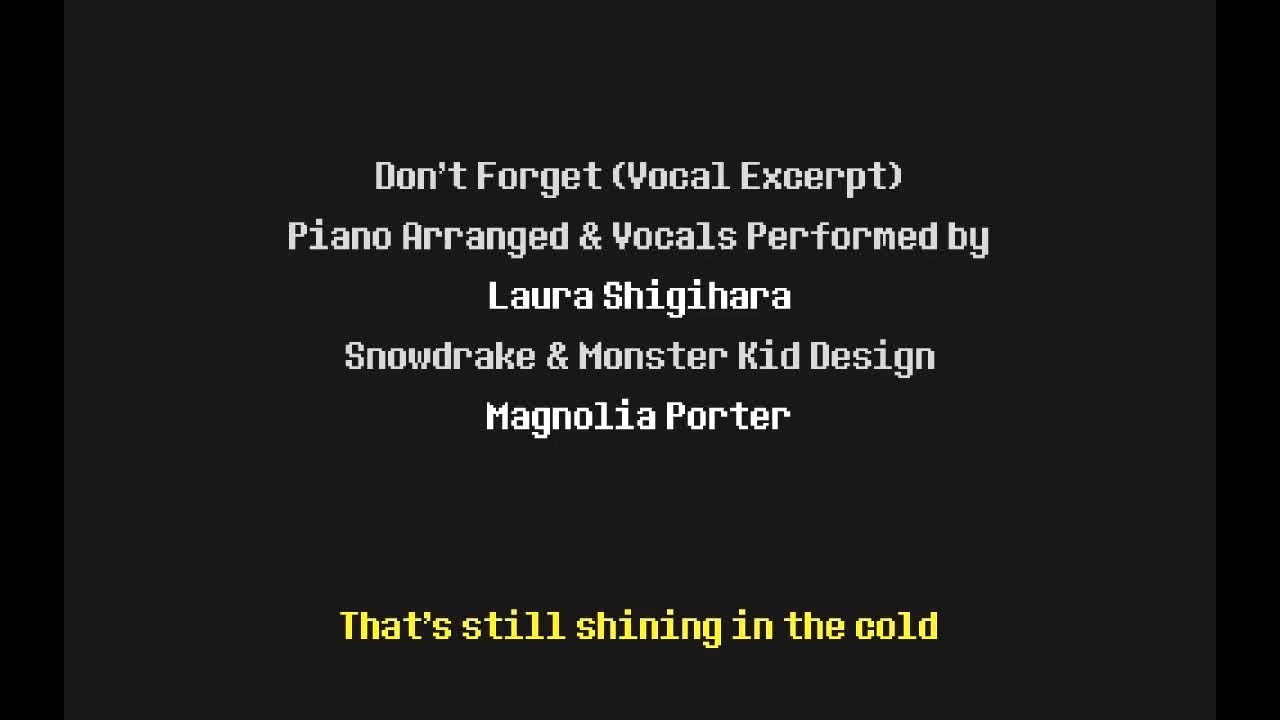 Don't Forget (Vocal Excerpt)
Piano Arranged & Vocals Performed by
Laura Shigihara
Snowdrake & Monster Kid Design
Magnolia Porter
That's still shining in the cold